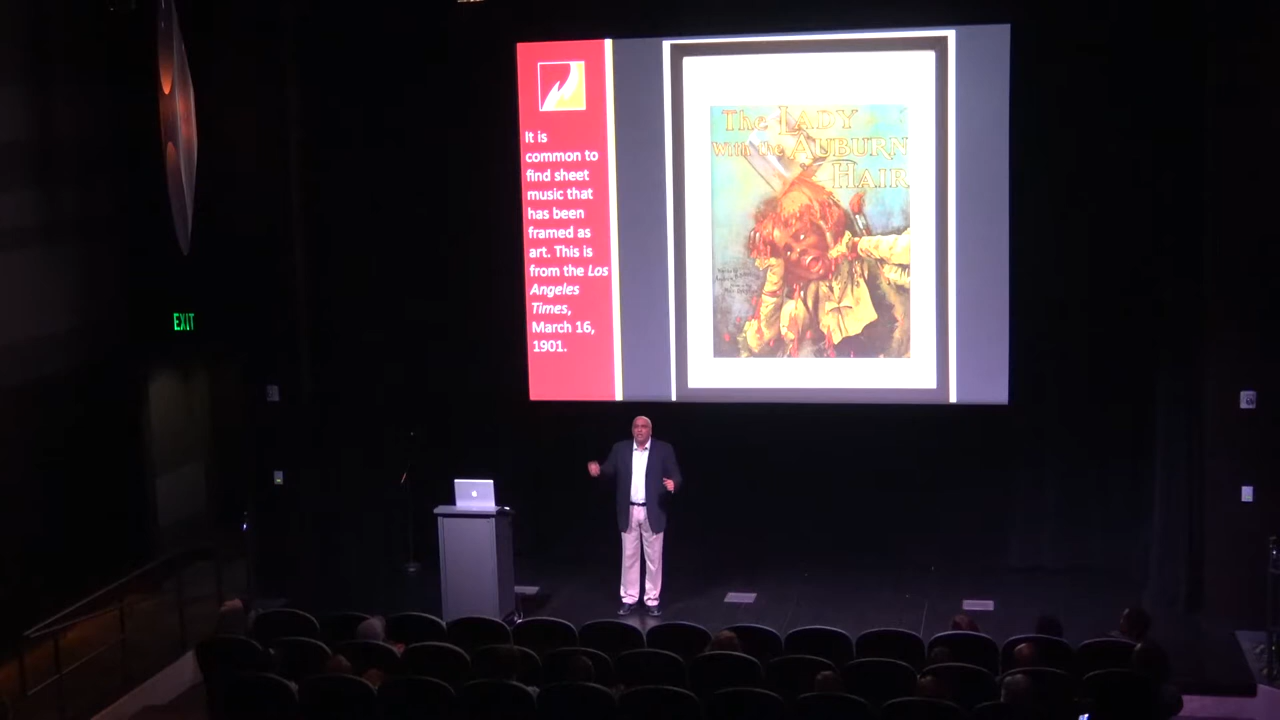 The LADY
With the AUBURN
HAIR
It is
common to
find sheet
music that
has been
framed as
art. This is
from the Los
Angeles
Times,
March 16,
1901.
EXIT